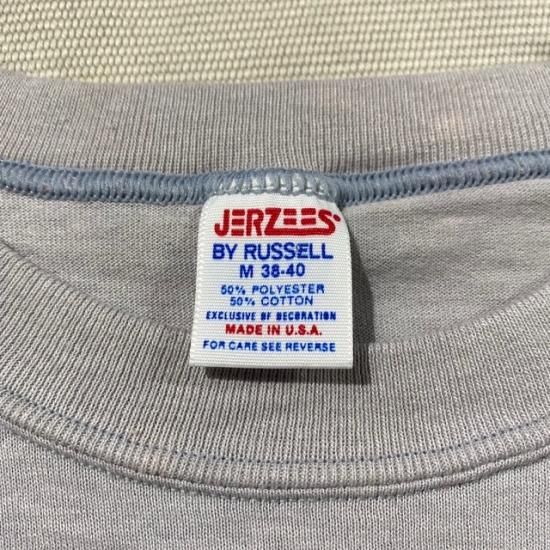 JERZEES
BY RUSSELL
M 38-40
50% POLYESTER
50% COTTON
EXCLUSIVE OF DECORATION
MADE IN U.S.A.
FOR CARE SEE REVERSE